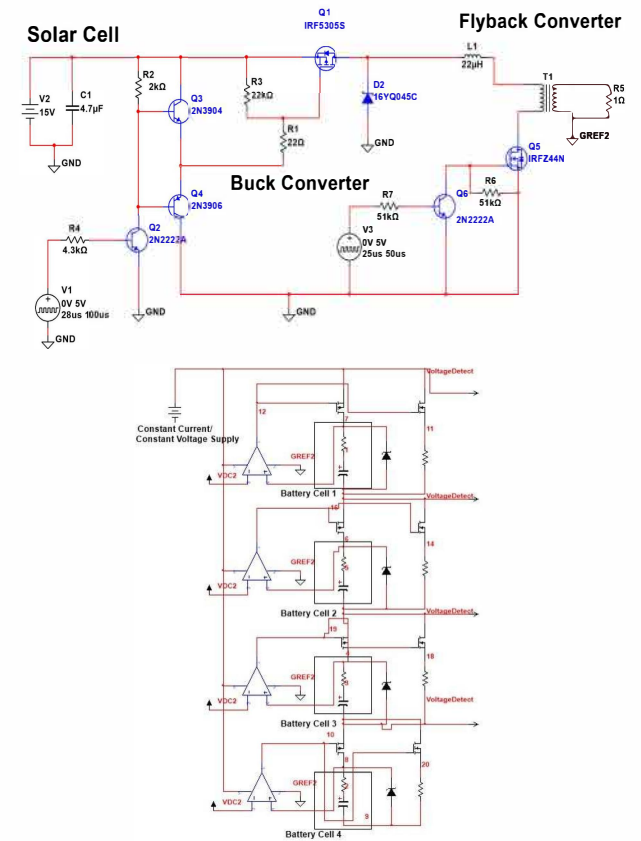 Solar Cell
Q1
IRF5305S
Flyback Converter
V2
15V
C1
4.7µF
R2
2kΩ
Q3
2N3904
R3
22kΩ
R1
22Ω
D2
16YQ045C
L1
22µH
T1
R5
1Ω
GREF2
GND
GND
Buck Converter
Q5
IRFZ44N
R6
51kΩ
Q4
2N3906
R7
51kΩ
Q6
2N2222A
R4
4.3kΩ
Q2
2N2222A
V3
0V 5V
25us 50us
V1
0V 5V
28us 100us
GND
GND
GND
VoltageDetect
Constant Current/
Constant Voltage Supply
12
7
11
GREF2
VDC2
Battery Cell 1
VoltageDetect
6
14
GREF2
VDC2
Battery Cell 2
VoltageDetect
19
18
GREF2
VDC2
Battery Cell 3
VoltageDetect
10
8
20
GREF2
VDC2
9
Battery Cell 4